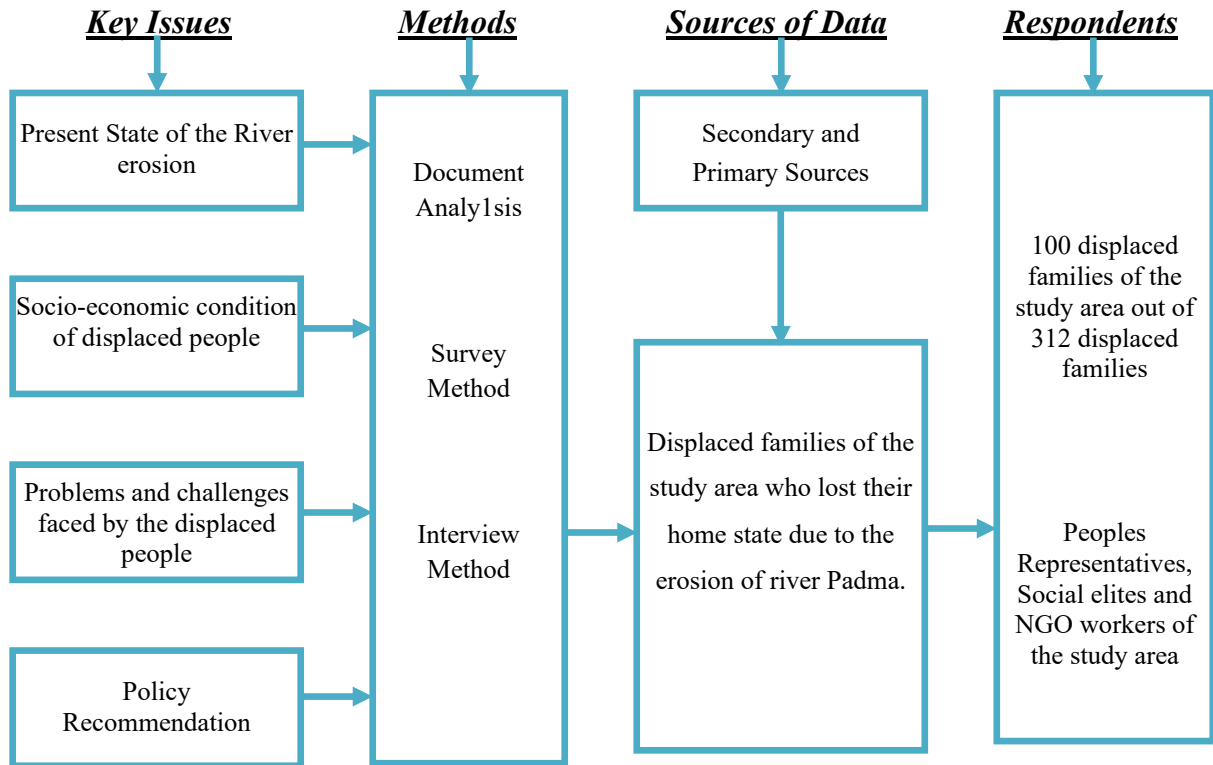 Key Issues
Methods
Sources of Data
Respondents
Present State of the River
erosion
Socio-economic condition
of displaced people
Problems and challenges
faced by the displaced
people
Policy
Recommendation
Document
Analy1sis
Survey
Method
Interview
Method
Secondary and
Primary Sources
Displaced families of the
study area who lost their
home state due to the
erosion of river Padma.
100 displaced
families of the
study area out of
312 displaced
families
Peoples
Representatives,
Social elites and
NGO workers of
the study area